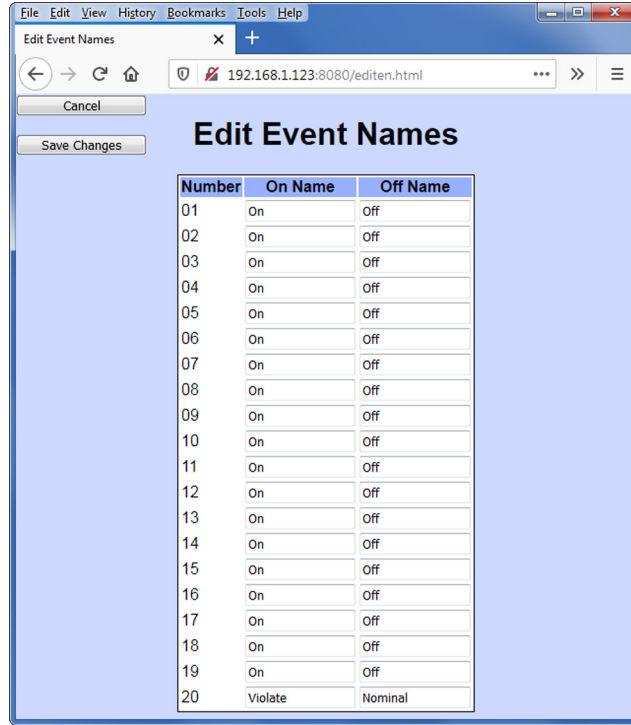 File Edit View History Bookmarks Tools Help
Edit Event Names
192.168.1.123:8080/editen.html
Cancel
Save Changes
Edit Event Names
Number On Name Off Name
01 On Off
02 On Off
03 On Off
04 On Off
05 On Off
06 On Off
07 On Off
08 On Off
09 On Off
10 On Off
11 On Off
12 On Off
13 On Off
14 On Off
15 On Off
16 On Off
17 On Off
18 On Off
19 On Off
20 Violate Nominal